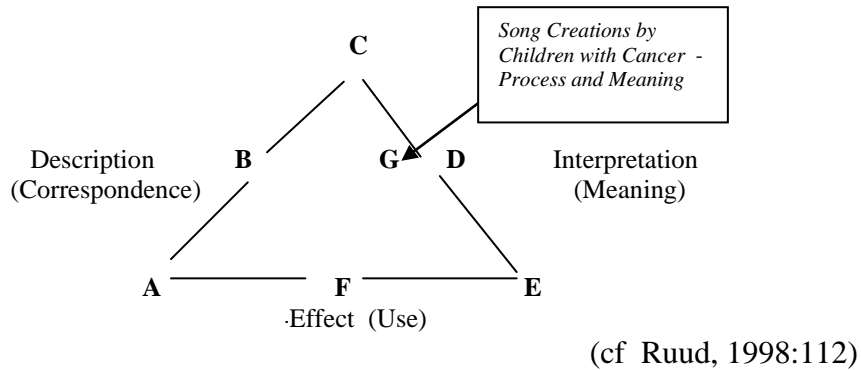 Song Creations by
Children with Cancer -
Process and Meaning
C
Description
(Correspondence)
B
G
D
Interpretation
(Meaning)
A
F
E
Effect (Use)
(cf Ruud, 1998:112)